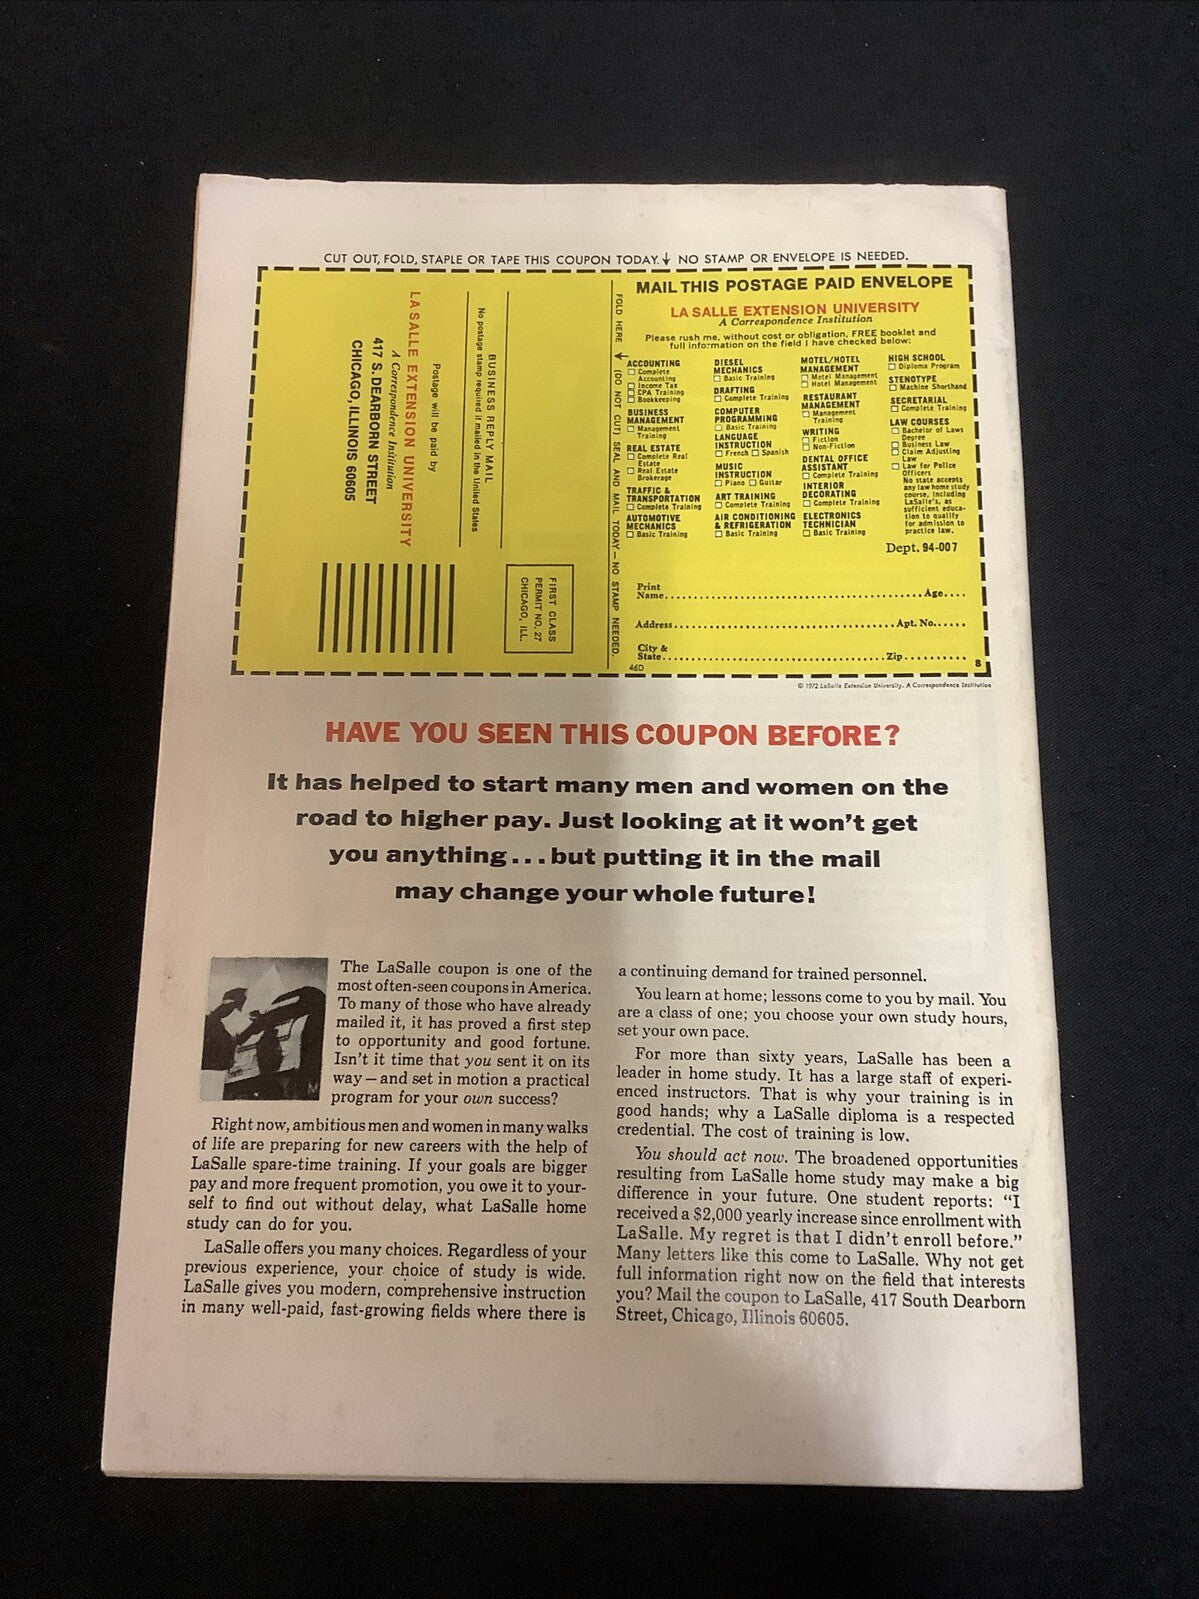 CUT OUT, FOLD, STAPLE OR TAPE THIS COUPON TODAY.↓ NO STAMP OR ENVELOPE IS NEEDED.
BUSINESS REPLY MAIL
No postage stamp required if mailed in the United States
Postage will be paid by
LA SALLE EXTENSION UNIVERSITY
A Correspondence Institution
417 S. DEARBORN STREET
CHICAGO, ILLINOIS 60605
FIRST CLASS
PERMIT NO. 27
CHICAGO, ILL.
FOLD HERE → (DO NOT CUT) SEAL AND MAIL TODAY — NO STAMP NEEDED.
MAIL THIS POSTAGE PAID ENVELOPE
LA SALLE EXTENSION UNIVERSITY
A Correspondence Institution
Please rush me, without cost or obligation, FREE booklet and
full information on the field I have checked below:
ACCOUNTING
☐ Complete
Accounting
☐ Income Tax
☐ CPA Training
☐ Bookkeeping
BUSINESS
MANAGEMENT
☐ Management
Training
REAL ESTATE
☐ Complete Real
Estate
☐ Real Estate
Brokerage
TRAFFIC &
TRANSPORTATION
☐ Complete Training
AUTOMOTIVE
MECHANICS
☐ Basic Training
DIESEL
MECHANICS
☐ Basic Training
DRAFTING
☐ Complete Training
COMPUTER
PROGRAMMING
☐ Basic Training
LANGUAGE
INSTRUCTION
☐ French ☐ Spanish
MUSIC
INSTRUCTION
☐ Piano ☐ Guitar
ART TRAINING
☐ Complete Training
AIR CONDITIONING
& REFRIGERATION
☐ Basic Training
MOTEL/HOTEL
MANAGEMENT
☐ Motel Management
☐ Hotel Management
RESTAURANT
MANAGEMENT
☐ Management
Training
WRITING
☐ Fiction
☐ Non-Fiction
DENTAL OFFICE
ASSISTANT
☐ Complete Training
INTERIOR
DECORATING
☐ Complete Training
ELECTRONICS
TECHNICIAN
☐ Basic Training
HIGH SCHOOL
☐ Diploma Program
STENOTYPE
☐ Machine Shorthand
SECRETARIAL
☐ Complete Training
LAW COURSES
☐ Bachelor of Laws
Degree
☐ Business Law
☐ Claim Adjusting
Law
☐ Law for Police
Officers
No state accepts
any law home study
course, including
LaSalle's, as
sufficient educa-
tion to qualify
for admission to
practice law.
Dept. 94-007
Print
Name........................................Age....
Address........................................Apt. No......
City &
State........................................Zip..........
46D
8
© 1972 LaSalle Extension University. A Correspondence Institution
HAVE YOU SEEN THIS COUPON BEFORE?
It has helped to start many men and women on the
road to higher pay. Just looking at it won't get
you anything...but putting it in the mail
may change your whole future!
The LaSalle coupon is one of the
most often-seen coupons in America.
To many of those who have already
mailed it, it has proved a first step
to opportunity and good fortune.
Isn't it time that you sent it on its
way — and set in motion a practical
program for your own success?
Right now, ambitious men and women in many walks
of life are preparing for new careers with the help of
LaSalle spare-time training. If your goals are bigger
pay and more frequent promotion, you owe it to your-
self to find out without delay, what LaSalle home
study can do for you.
LaSalle offers you many choices. Regardless of your
previous experience, your choice of study is wide.
LaSalle gives you modern, comprehensive instruction
in many well-paid, fast-growing fields where there is
a continuing demand for trained personnel.
You learn at home; lessons come to you by mail. You
are a class of one; you choose your own study hours,
set your own pace.
For more than sixty years, LaSalle has been a
leader in home study. It has a large staff of experi-
enced instructors. That is why your training is in
good hands; why a LaSalle diploma is a respected
credential. The cost of training is low.
You should act now. The broadened opportunities
resulting from LaSalle home study may make a big
difference in your future. One student reports: "I
received a $2,000 yearly increase since enrollment with
LaSalle. My regret is that I didn't enroll before."
Many letters like this come to LaSalle. Why not get
full information right now on the field that interests
you? Mail the coupon to LaSalle, 417 South Dearborn
Street, Chicago, Illinois 60605.